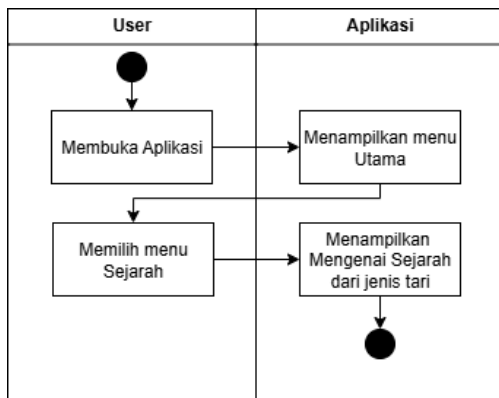 User
Aplikasi
Membuka Aplikasi
Menampilkan menu
Utama
Memilih menu
Sejarah
Menampilkan
Mengenai Sejarah
dari jenis tari